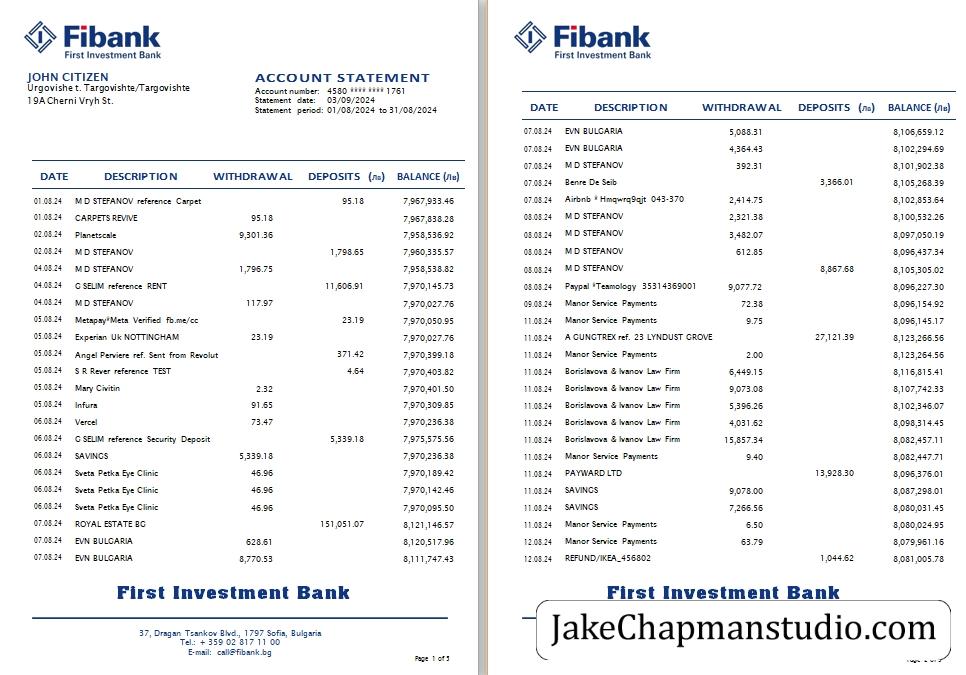 Fibank
First Investment Bank
JOHN CITIZEN
Urgovishe t. Targovishte/Targovishte
19A Cherni Vryh St.
ACCOUNT STATEMENT
Account number: 4580 **** **** 1761
Statement date: 03/09/2024
Statement period: 01/08/2024 to 31/08/2024
DATE DESCRIPTION WITHDRAWAL DEPOSITS (Лв) BALANCE (Лв)
01.08.24 M D STEFANOV reference Carpet 95.18 7,967,933.46
01.08.24 CARPETS REVIVE 95.18 7,967,838.28
02.08.24 Planetscale 9,301.36 7,958,536.92
02.08.24 M D STEFANOV 1,798.65 7,960,335.57
04.08.24 M D STEFANOV 1,796.75 7,958,538.82
04.08.24 G SELIM reference RENT 11,606.91 7,970,145.73
04.08.24 M D STEFANOV 117.97 7,970,027.76
05.08.24 Metapay*Meta Verified fb.me/cc 23.19 7,970,050.95
05.08.24 Experian Uk NOTTINGHAM 23.19 7,970,027.76
05.08.24 Angel Perviere ref. Sent from Revolut 371.42 7,970,399.18
05.08.24 S R Rever reference TEST 4.64 7,970,403.82
05.08.24 Mary Civitin 2.32 7,970,401.50
05.08.24 Infura 91.65 7,970,309.85
06.08.24 Vercel 73.47 7,970,236.38
06.08.24 G SELIM reference Security Deposit 5,339.18 7,975,575.56
06.08.24 SAVINGS 5,339.18 7,970,236.38
06.08.24 Sveta Petka Eye Clinic 46.96 7,970,189.42
06.08.24 Sveta Petka Eye Clinic 46.96 7,970,142.46
06.08.24 Sveta Petka Eye Clinic 46.96 7,970,095.50
07.08.24 ROYAL ESTATE BG 151,051.07 8,121,146.57
07.08.24 EVN BULGARIA 628.61 8,120,517.96
07.08.24 EVN BULGARIA 8,770.53 8,111,747.43
First Investment Bank
37, Dragan Tsankov Blvd., 1797 Sofia, Bulgaria
Tel.: + 359 02 817 11 00
E-mail: call@fibank.bg
Page 1 of 5
Fibank
First Investment Bank
DATE DESCRIPTION WITHDRAWAL DEPOSITS (Лв) BALANCE (Лв)
07.08.24 EVN BULGARIA 5,088.31 8,106,659.12
07.08.24 EVN BULGARIA 4,364.43 8,102,294.69
07.08.24 M D STEFANOV 392.31 8,101,902.38
07.08.24 Benre De Seib 3,366.01 8,105,268.39
07.08.24 Airbnb * Hmqwrq9qjt 043-370 2,414.75 8,102,853.64
08.08.24 M D STEFANOV 2,321.38 8,100,532.26
08.08.24 M D STEFANOV 3,482.07 8,097,050.19
08.08.24 M D STEFANOV 612.85 8,096,437.34
08.08.24 M D STEFANOV 8,867.68 8,105,305.02
08.08.24 Paypal *Teamology 35314369001 9,077.72 8,096,227.30
09.08.24 Manor Service Payments 72.38 8,096,154.92
11.08.24 Manor Service Payments 9.75 8,096,145.17
11.08.24 A GUNGTREX ref. 23 LYNDUST GROVE 27,121.39 8,123,266.56
11.08.24 Manor Service Payments 2.00 8,123,264.56
11.08.24 Borislavova & Ivanov Law Firm 6,449.15 8,116,815.41
11.08.24 Borislavova & Ivanov Law Firm 9,073.08 8,107,742.33
11.08.24 Borislavova & Ivanov Law Firm 5,396.26 8,102,346.07
11.08.24 Borislavova & Ivanov Law Firm 4,031.62 8,098,314.45
11.08.24 Borislavova & Ivanov Law Firm 15,857.34 8,082,457.11
11.08.24 Manor Service Payments 9.40 8,082,447.71
11.08.24 PAYWARD LTD 13,928.30 8,096,376.01
11.08.24 SAVINGS 9,078.00 8,087,298.01
11.08.24 SAVINGS 7,266.56 8,080,031.45
11.08.24 Manor Service Payments 6.50 8,080,024.95
12.08.24 Manor Service Payments 63.79 8,079,961.16
12.08.24 REFUND/IKEA_456802 1,044.62 8,081,005.78
First Investment Bank
JakeChapmanstudio.com